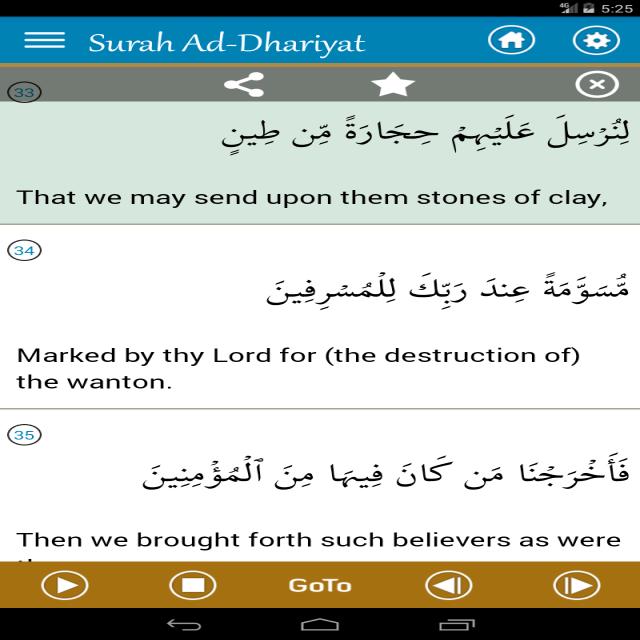 4G 5:25
Surah Ad-Dhariyat
33
لِنُرْسِلَ عَلَيْهِمْ حِجَارَةً مِّن طِينٍ
That we may send upon them stones of clay,
34
مُّسَوَّمَةً عِندَ رَبِّكَ لِلْمُسْرِفِينَ
Marked by thy Lord for (the destruction of)
the wanton.
35
فَأَخْرَجْنَا مَن كَانَ فِيهَا مِنَ ٱلْمُؤْمِنِينَ
Then we brought forth such believers as were
GoTo